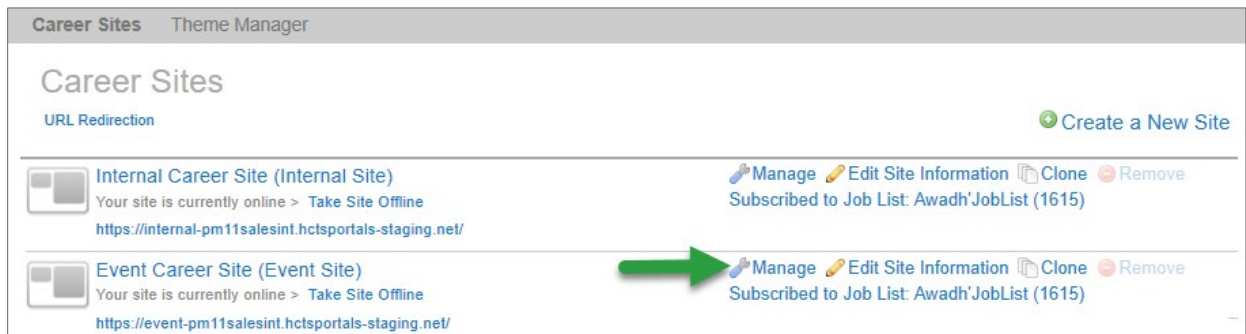 Career Sites Theme Manager
Career Sites
URL Redirection
Create a New Site
Internal Career Site (Internal Site)
Manage Edit Site Information Clone Remove
Your site is currently online > Take Site Offline
Subscribed to Job List: Awadh'JobList (1615)
https://internal-pm11salesint.hctsportals-staging.net/
Event Career Site (Event Site)
Manage Edit Site Information Clone Remove
Your site is currently online > Take Site Offline
Subscribed to Job List: Awadh'JobList (1615)
https://event-pm11salesint.hctsportals-staging.net/